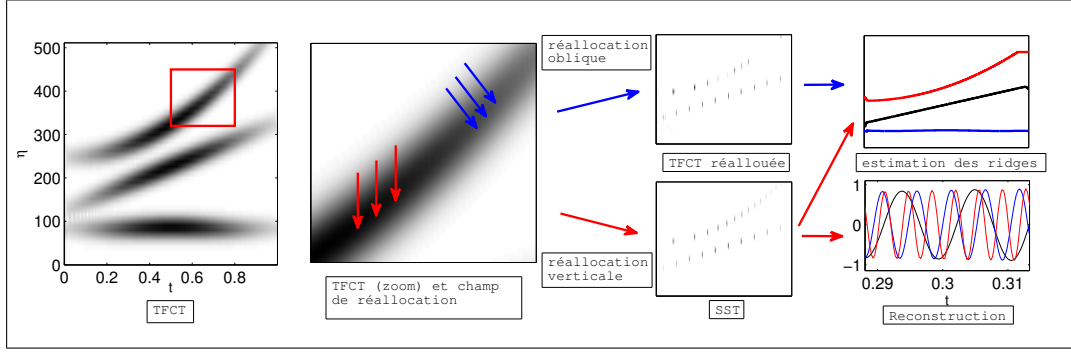 500
400
300
η
200
100
0
0
0.2
0.4
0.6
0.8
t
TFCT
TFCT (zoom) et champ
de réallocation
réallocation
oblique
réallocation
verticale
TFCT réallouée
SST
estimation des ridges
1
0
−1
0.29
0.3
0.31
t
Reconstruction